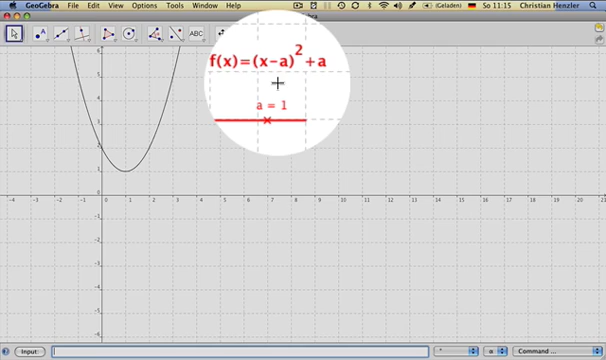 GeoGebra File Edit View Options Tools Window Help (Geladen) So 11:15 Christian Henzler
bra
ABC
f(x)=(x-a)²+a
a = 1
6
5
4
3
2
1
0
-4 -3 -2 -1 0 1 2 3 4 5 6 7 8 9 10 11 12 13 14 15 16 17 18 19 20 21
-1
-2
-3
-4
-5
-6
Input: ° α Command ...